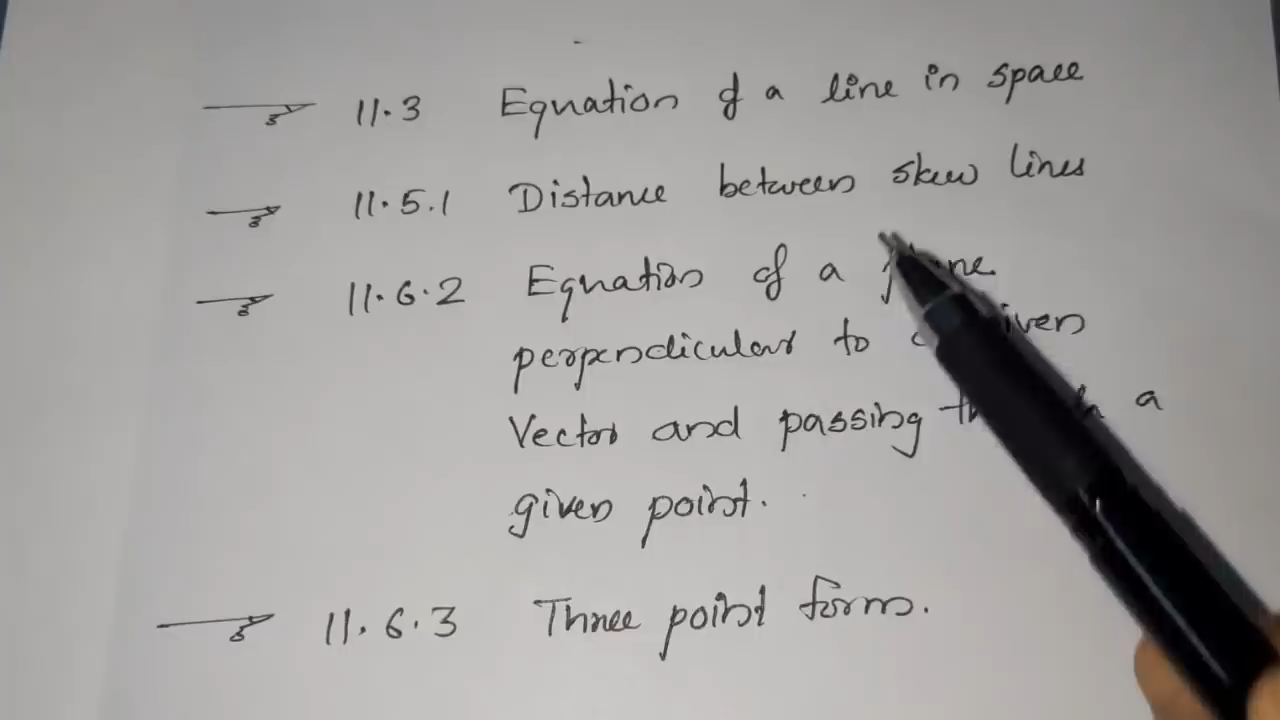 11.3 Equation of a line in space
11.5.1 Distance between skew lines
11.6.2 Equation of a
perpendicular to
Vector and passing a
given point.
11.6.3 Three point form.